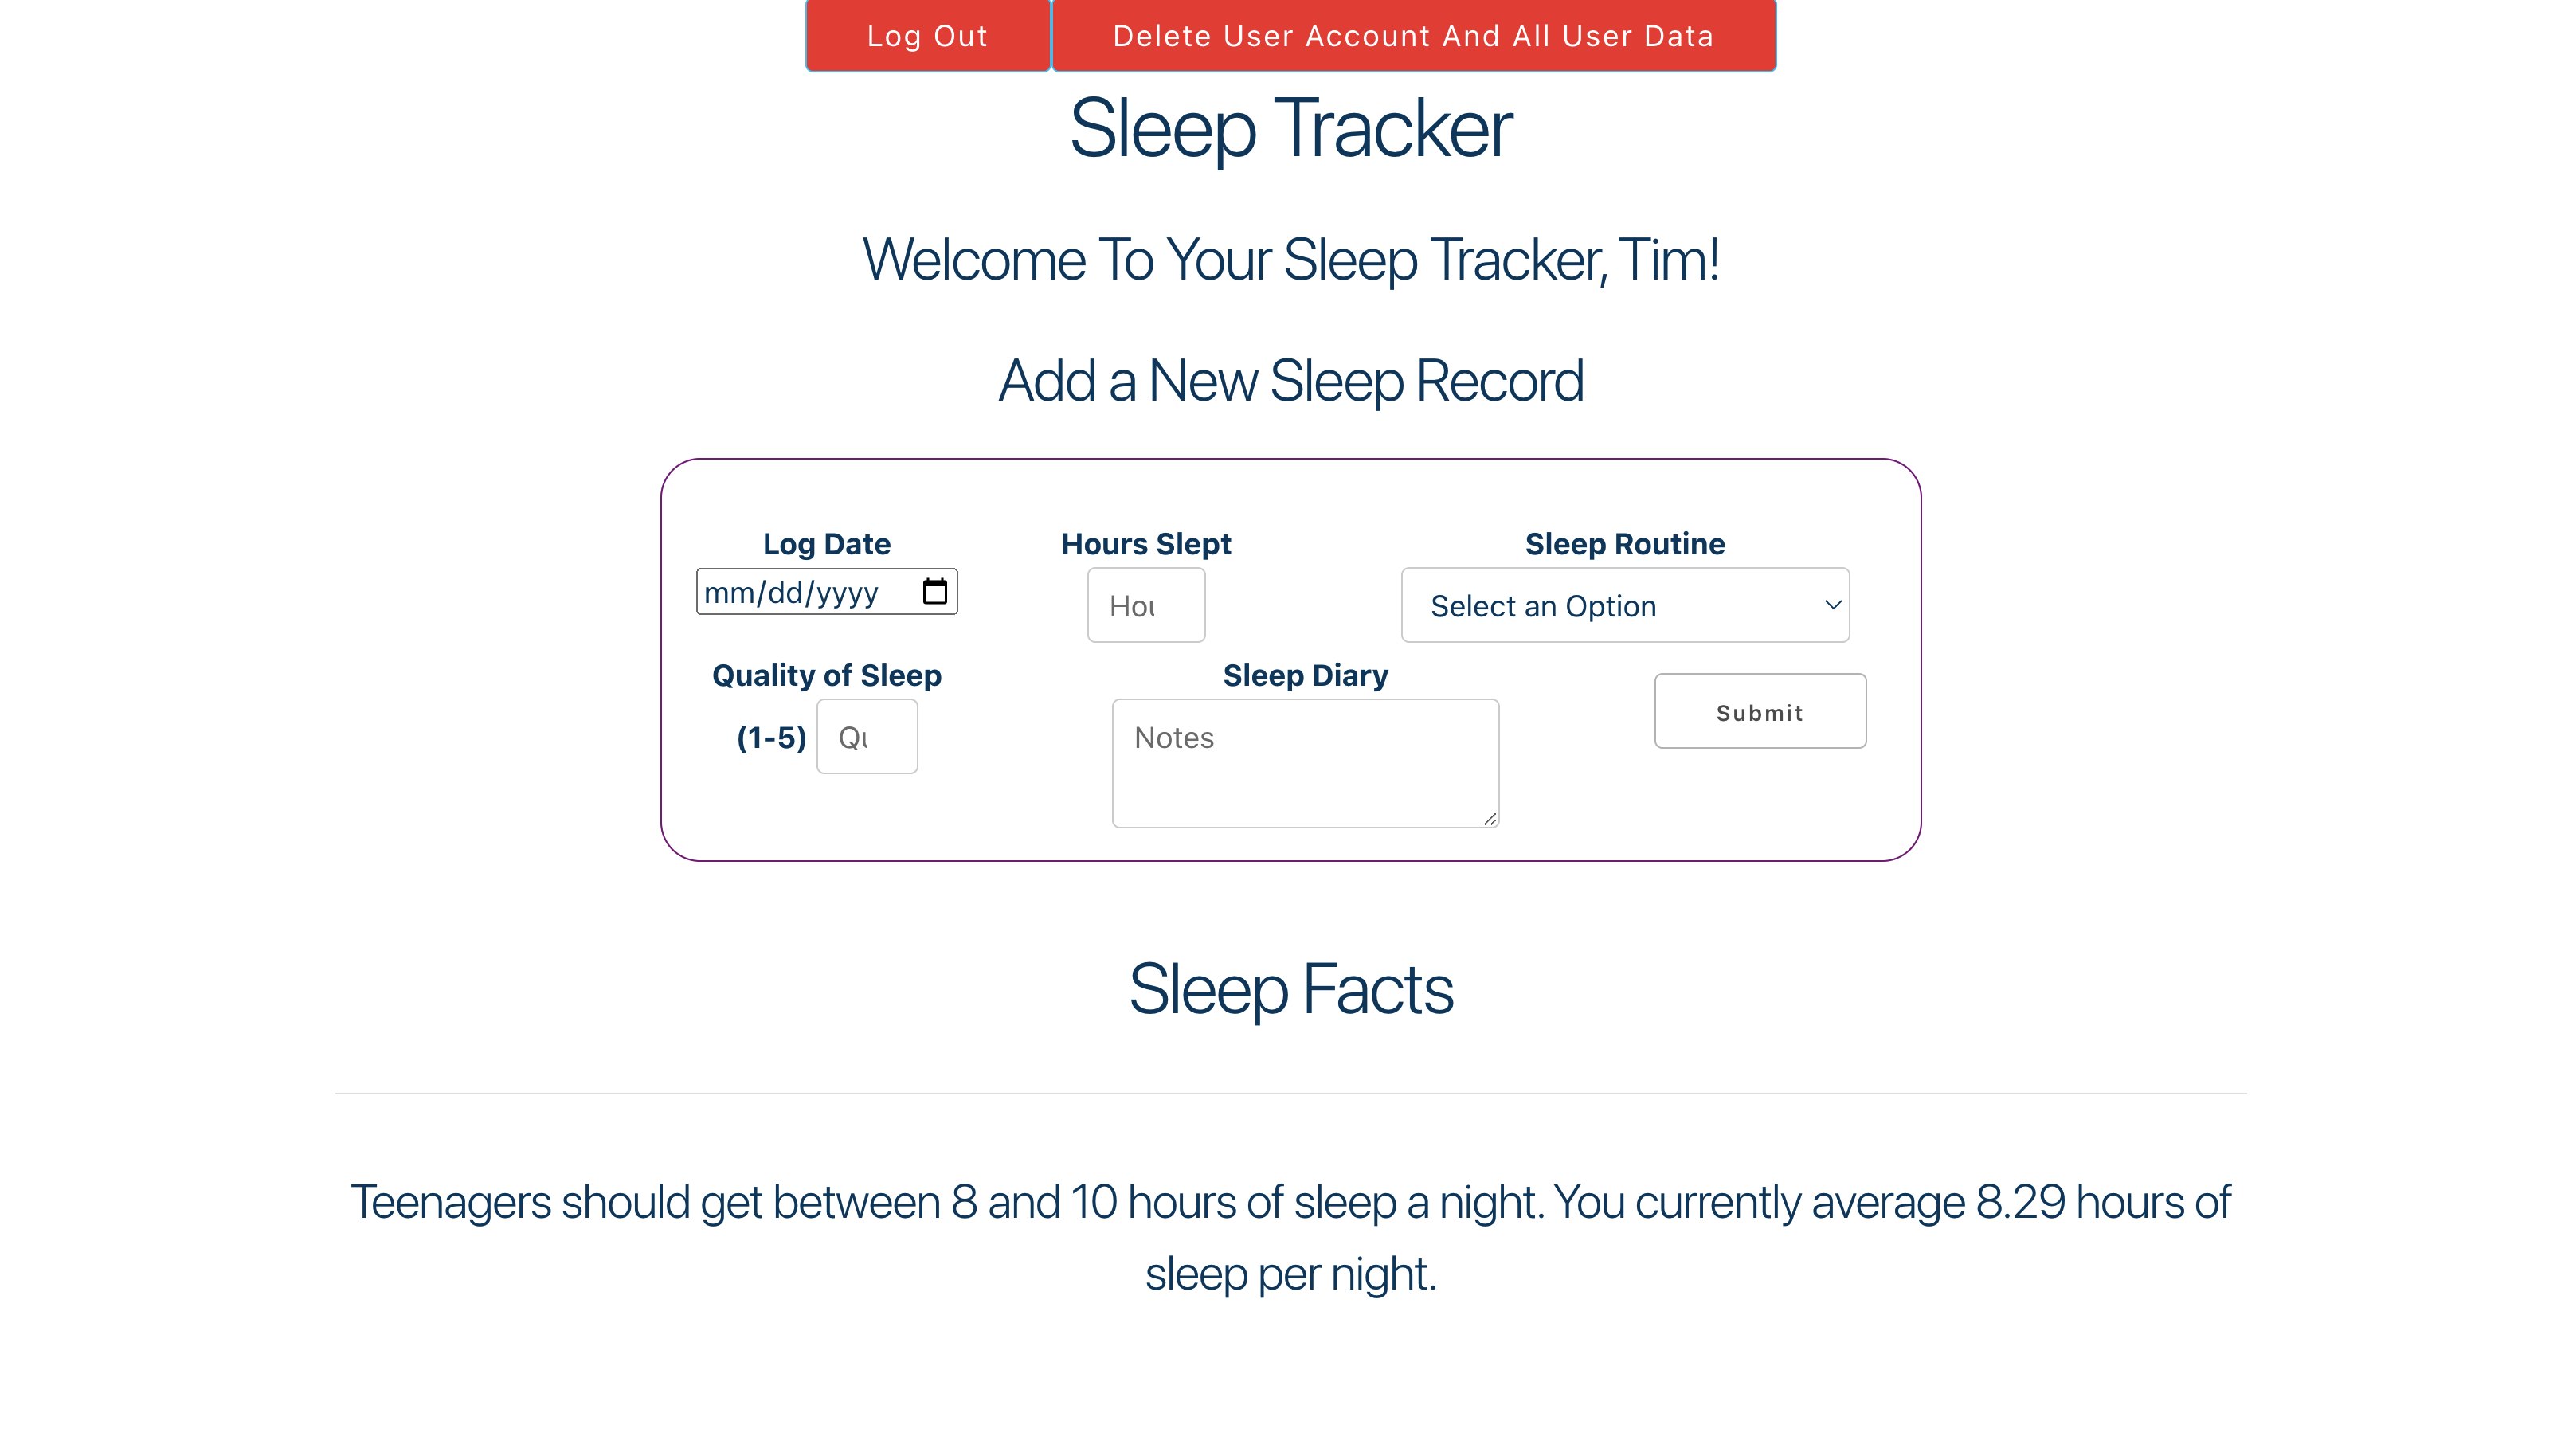 Log Out Delete User Account And All User Data
Sleep Tracker
Welcome To Your Sleep Tracker, Tim!
Add a New Sleep Record
Log Date Hours Slept Sleep Routine
mm/dd/yyyy Hou Select an Option
Quality of Sleep Sleep Diary
(1-5) Qu Notes Submit
Sleep Facts
Teenagers should get between 8 and 10 hours of sleep a night. You currently average 8.29 hours of
sleep per night.